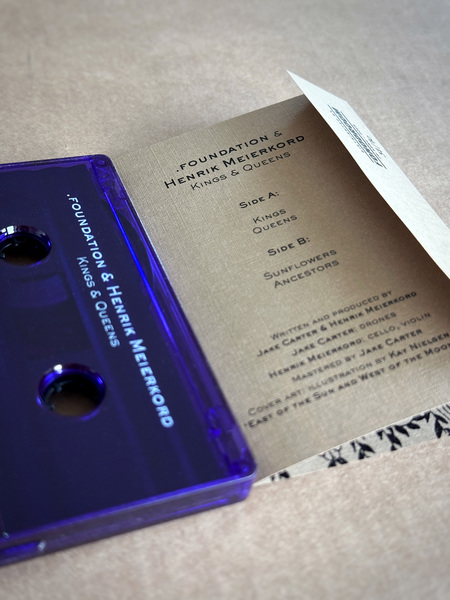 .FOUNDATION & HENRIK MEIERKORD
KINGS & QUEENS
.FOUNDATION &
HENRIK MEIERKORD
KINGS & QUEENS
SIDE A:
KINGS
QUEENS
SIDE B:
SUNFLOWERS
ANCESTORS
WRITTEN AND PRODUCED BY
JAKE CARTER & HENRIK MEIERKORD
JAKE CARTER: DRONES
HENRIK MEIERKORD: CELLO, VIOLIN
MASTERED BY JAKE CARTER
COVER ART: ILLUSTRATION BY KAY NIELSEN
"EAST OF THE SUN AND WEST OF THE MOON